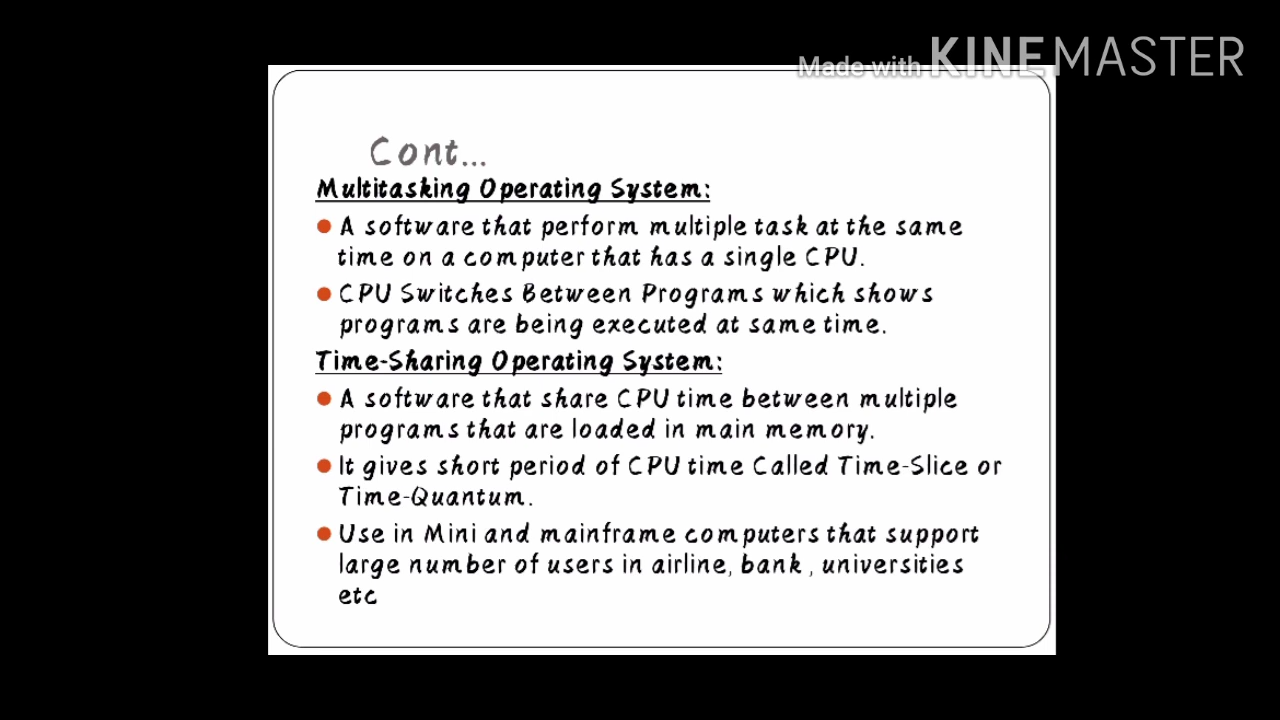 Made with KINEMASTER
Cont...
Multitasking Operating System:
A software that perform multiple task at the same
time on a computer that has a single CPU.
CPU Switches Between Programs which shows
programs are being executed at same time.
Time-Sharing Operating System:
A software that share CPU time between multiple
programs that are loaded in main memory.
It gives short period of CPU time Called Time-Slice or
Time-Quantum.
Use in Mini and mainframe computers that support
large number of users in airline, bank , universities
etc